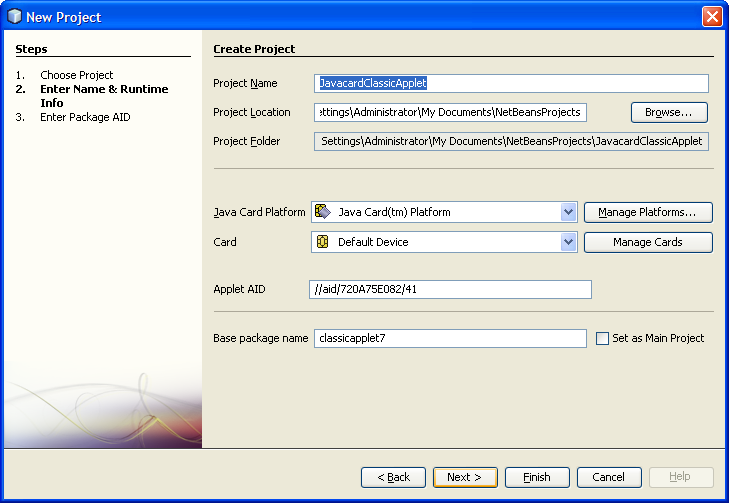 New Project
Steps
1. Choose Project
2. Enter Name & Runtime
Info
3. Enter Package AID
Create Project
Project Name JavacardClassicApplet
Project Location ettings\Administrator\My Documents\NetBeansProjects Browse...
Project Folder Settings\Administrator\My Documents\NetBeansProjects\JavacardClassicApplet
Java Card Platform Java Card(tm) Platform Manage Platforms...
Card Default Device Manage Cards
Applet AID //aid/720A75E082/41
Base package name classicapplet7 Set as Main Project
< Back Next > Finish Cancel Help